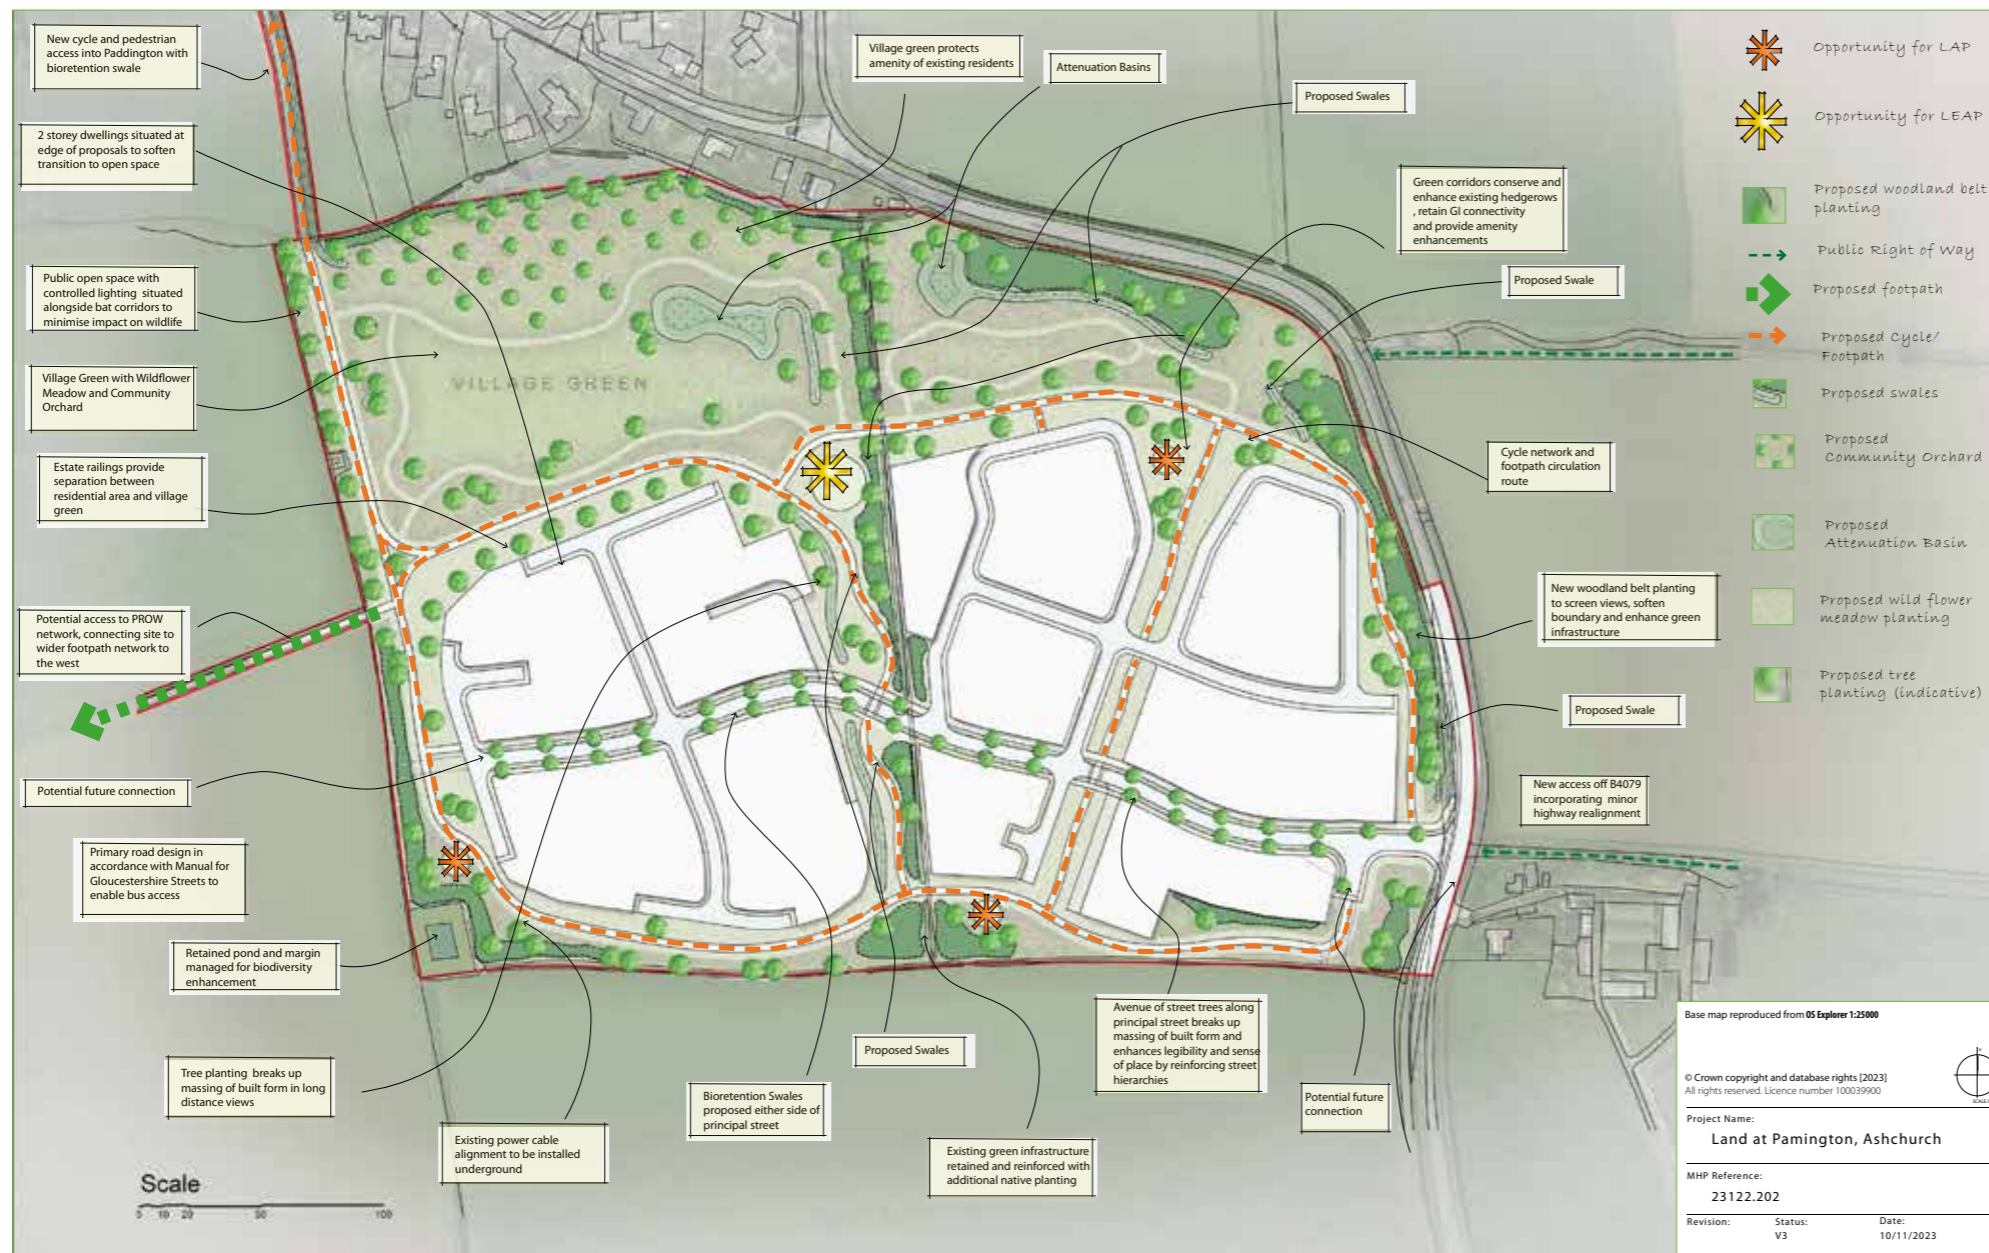 New cycle and pedestrian
access into Paddington with
bioretention swale
2 storey dwellings situated at
edge of proposals to soften
transition to open space
Public open space with
controlled lighting situated
alongside bat corridors to
minimise impact on wildlife
Village Green with Wildflower
Meadow and Community
Orchard
Estate railings provide
separation between
residential area and village
green
Potential access to PROW
network, connecting site to
wider footpath network to
the west
Potential future connection
Primary road design in
accordance with Manual for
Gloucestershire Streets to
enable bus access
Retained pond and margin
managed for biodiversity
enhancement
Tree planting breaks up
massing of built form in long
distance views
Existing power cable
alignment to be installed
underground
Bioretention Swales
proposed either side of
principal street
Proposed Swales
Existing green infrastructure
retained and reinforced with
additional native planting
Avenue of street trees along
principal street breaks up
massing of built form and
enhances legibility and sense
of place by reinforcing street
hierarchies
Potential future
connection
Village green protects
amenity of existing residents
Attenuation Basins
Proposed Swales
Green corridors conserve and
enhance existing hedgerows
, retain GI connectivity
and provide amenity
enhancements
Proposed Swale
Cycle network and
footpath circulation
route
New woodland belt planting
to screen views, soften
boundary and enhance green
infrastructure
Proposed Swale
New access off B4079
incorporating minor
highway realignment
VILLAGE GREEN
Opportunity for LAP
Opportunity for LEAP
Proposed woodland belt
planting
Public Right of Way
Proposed footpath
Proposed Cycle/
Footpath
Proposed swales
Proposed
Community Orchard
Proposed
Attenuation Basin
Proposed wild flower
meadow planting
Proposed tree
planting (indicative)
Scale
0 10 20 50 100
Base map reproduced from OS Explorer 1:25000
© Crown copyright and database rights [2023]
All rights reserved. Licence number 100039900
Project Name:
Land at Pamington, Ashchurch
MHP Reference:
23122.202
Revision: Status: Date:
V3 10/11/2023